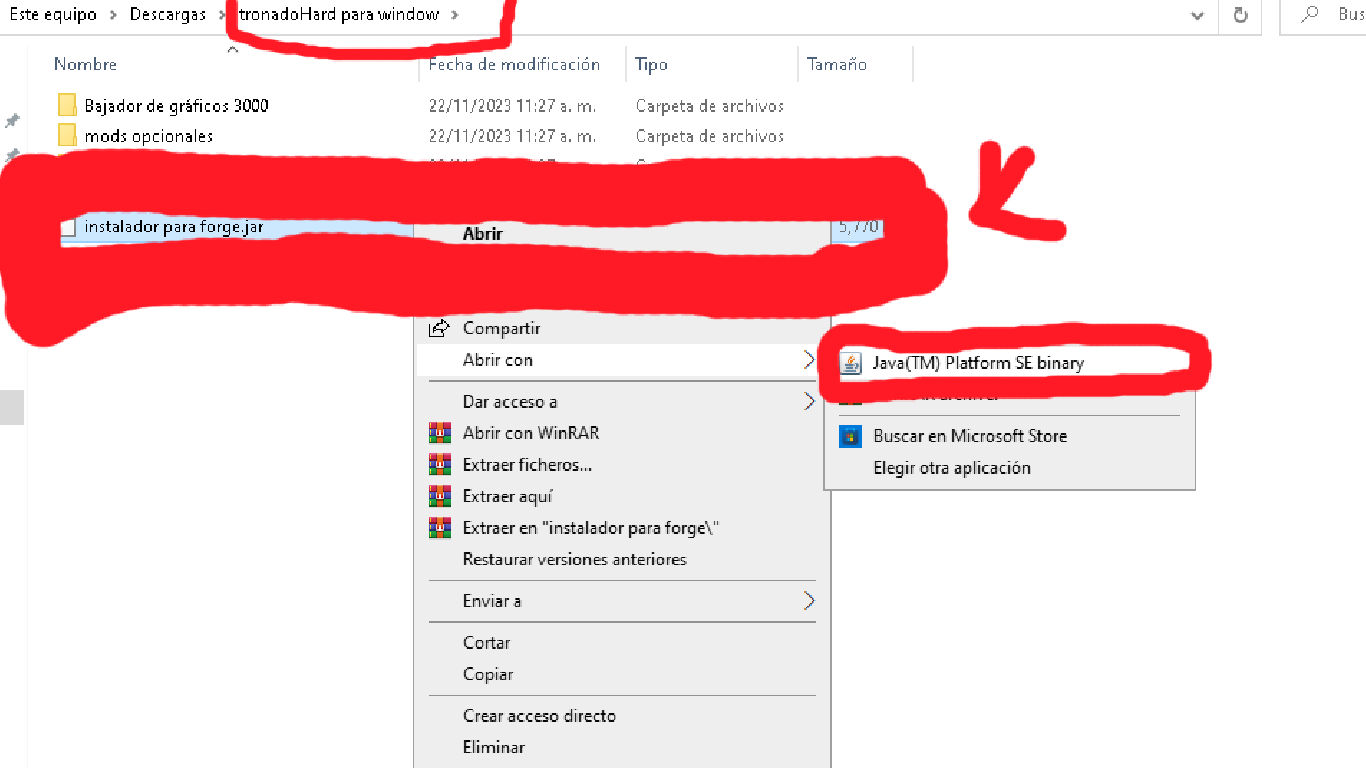 Este equipo > Descargas > tronadoHard para window > Bus
Nombre Fecha de modificación Tipo Tamaño
Bajador de gráficos 3000 22/11/2023 11:27 a. m. Carpeta de archivos
mods opcionales 22/11/2023 11:27 a. m. Carpeta de archivos
instalador para forge.jar 5,770
Abrir
Compartir
Abrir con
Java(TM) Platform SE binary
Dar acceso a
Abrir con WinRAR
Buscar en Microsoft Store
Extraer ficheros...
Elegir otra aplicación
Extraer aquí
Extraer en "instalador para forge\"
Restaurar versiones anteriores
Enviar a
Cortar
Copiar
Crear acceso directo
Eliminar